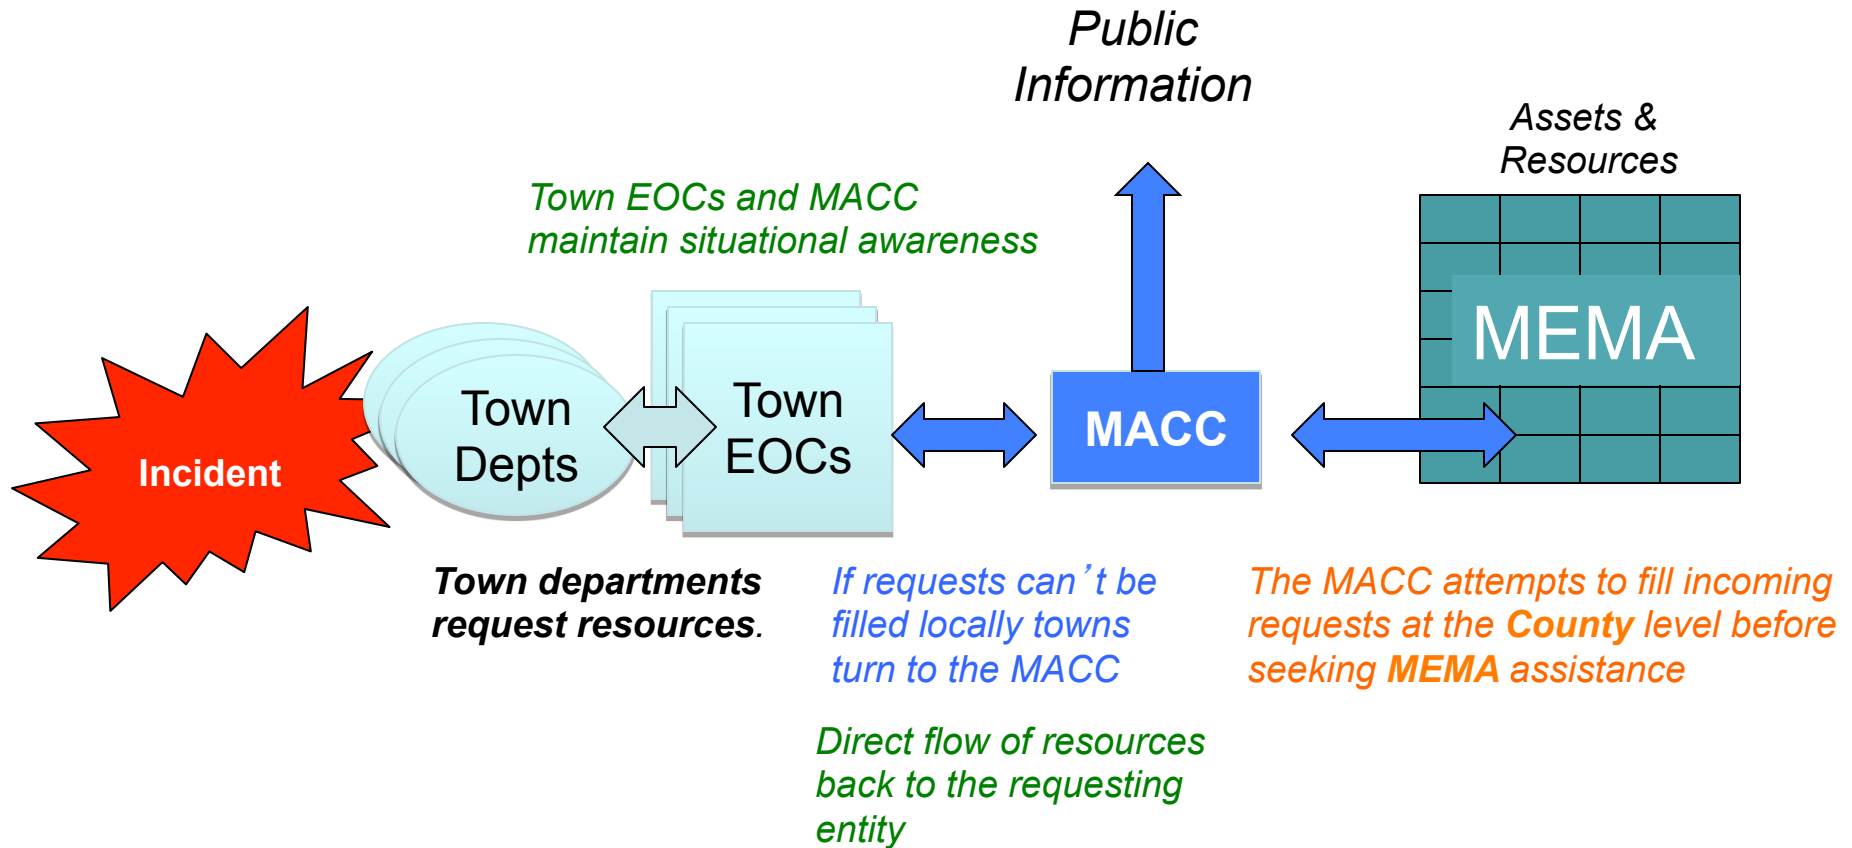 Public
Information
Assets &
Resources
Town EOCs and MACC
maintain situational awareness
MEMA
Incident
Town
Depts
Town
EOCs
MACC
Town departments
request resources.
If requests can’t be
filled locally towns
turn to the MACC
The MACC attempts to fill incoming
requests at the County level before
seeking MEMA assistance
Direct flow of resources
back to the requesting
entity